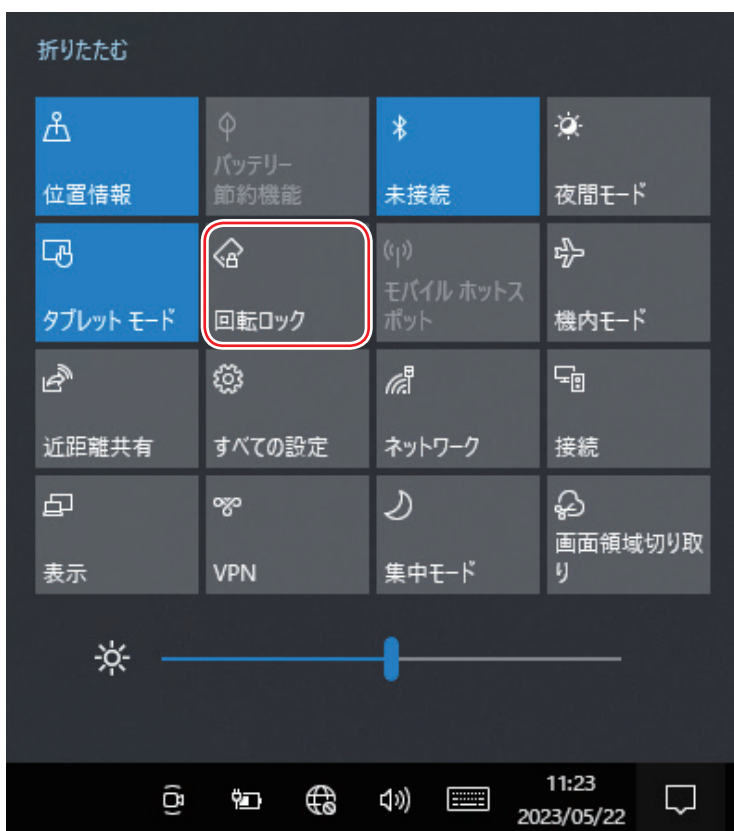 折りたたむ
位置情報
バッテリー
節約機能
未接続
夜間モード
タブレット モード
回転ロック
モバイル ホットス
ポット
機内モード
近距離共有
すべての設定
ネットワーク
接続
表示
VPN
集中モード
画面領域切り取
り
11:23
2023/05/22